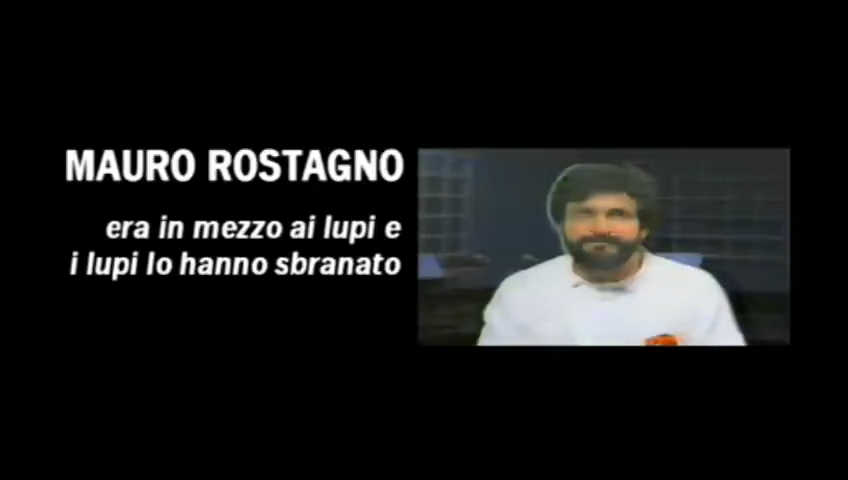 MAURO ROSTAGNO
era in mezzo ai lupi e
i lupi lo hanno sbranato